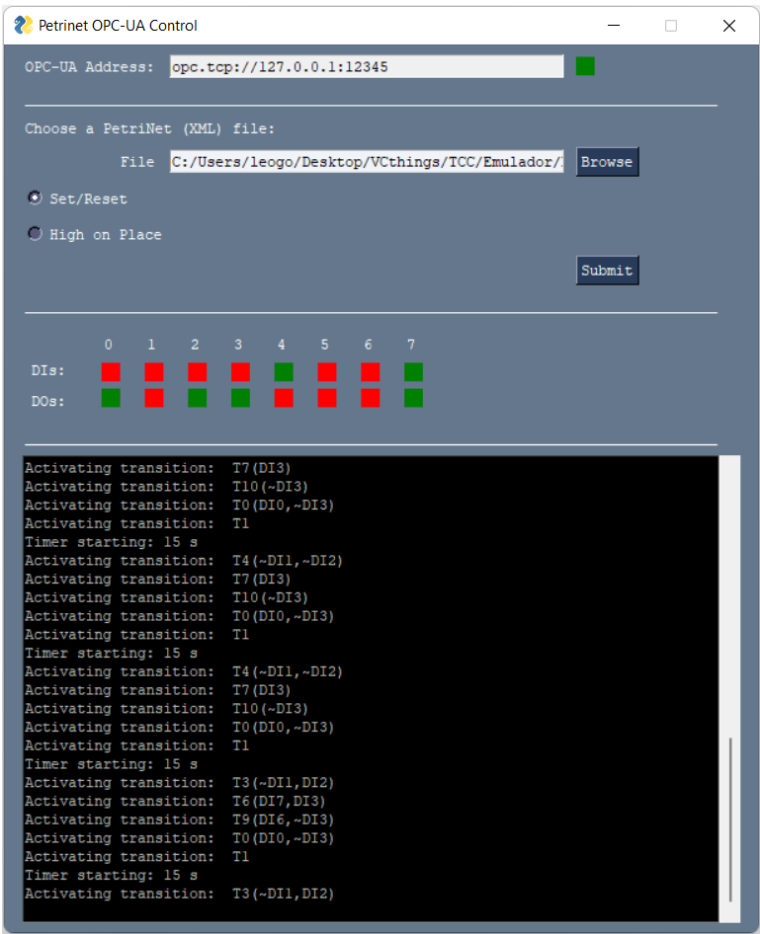 Petrinet OPC-UA Control
OPC-UA Address: opc.tcp://127.0.0.1:12345
Choose a PetriNet (XML) file:
File C:/Users/leogo/Desktop/VCthings/TCC/Emulador/ Browse
Set/Reset
High on Place
Submit
0 1 2 3 4 5 6 7
DIs:
DOs:
Activating transition: T7(DI3)
Activating transition: T10(~DI3)
Activating transition: T0(DI0,~DI3)
Activating transition: T1
Timer starting: 15 s
Activating transition: T4(~DI1,~DI2)
Activating transition: T7(DI3)
Activating transition: T10(~DI3)
Activating transition: T0(DI0,~DI3)
Activating transition: T1
Timer starting: 15 s
Activating transition: T4(~DI1,~DI2)
Activating transition: T7(DI3)
Activating transition: T10(~DI3)
Activating transition: T0(DI0,~DI3)
Activating transition: T1
Timer starting: 15 s
Activating transition: T3(~DI1,DI2)
Activating transition: T6(DI7,DI3)
Activating transition: T9(DI6,~DI3)
Activating transition: T0(DI0,~DI3)
Activating transition: T1
Timer starting: 15 s
Activating transition: T3(~DI1,DI2)